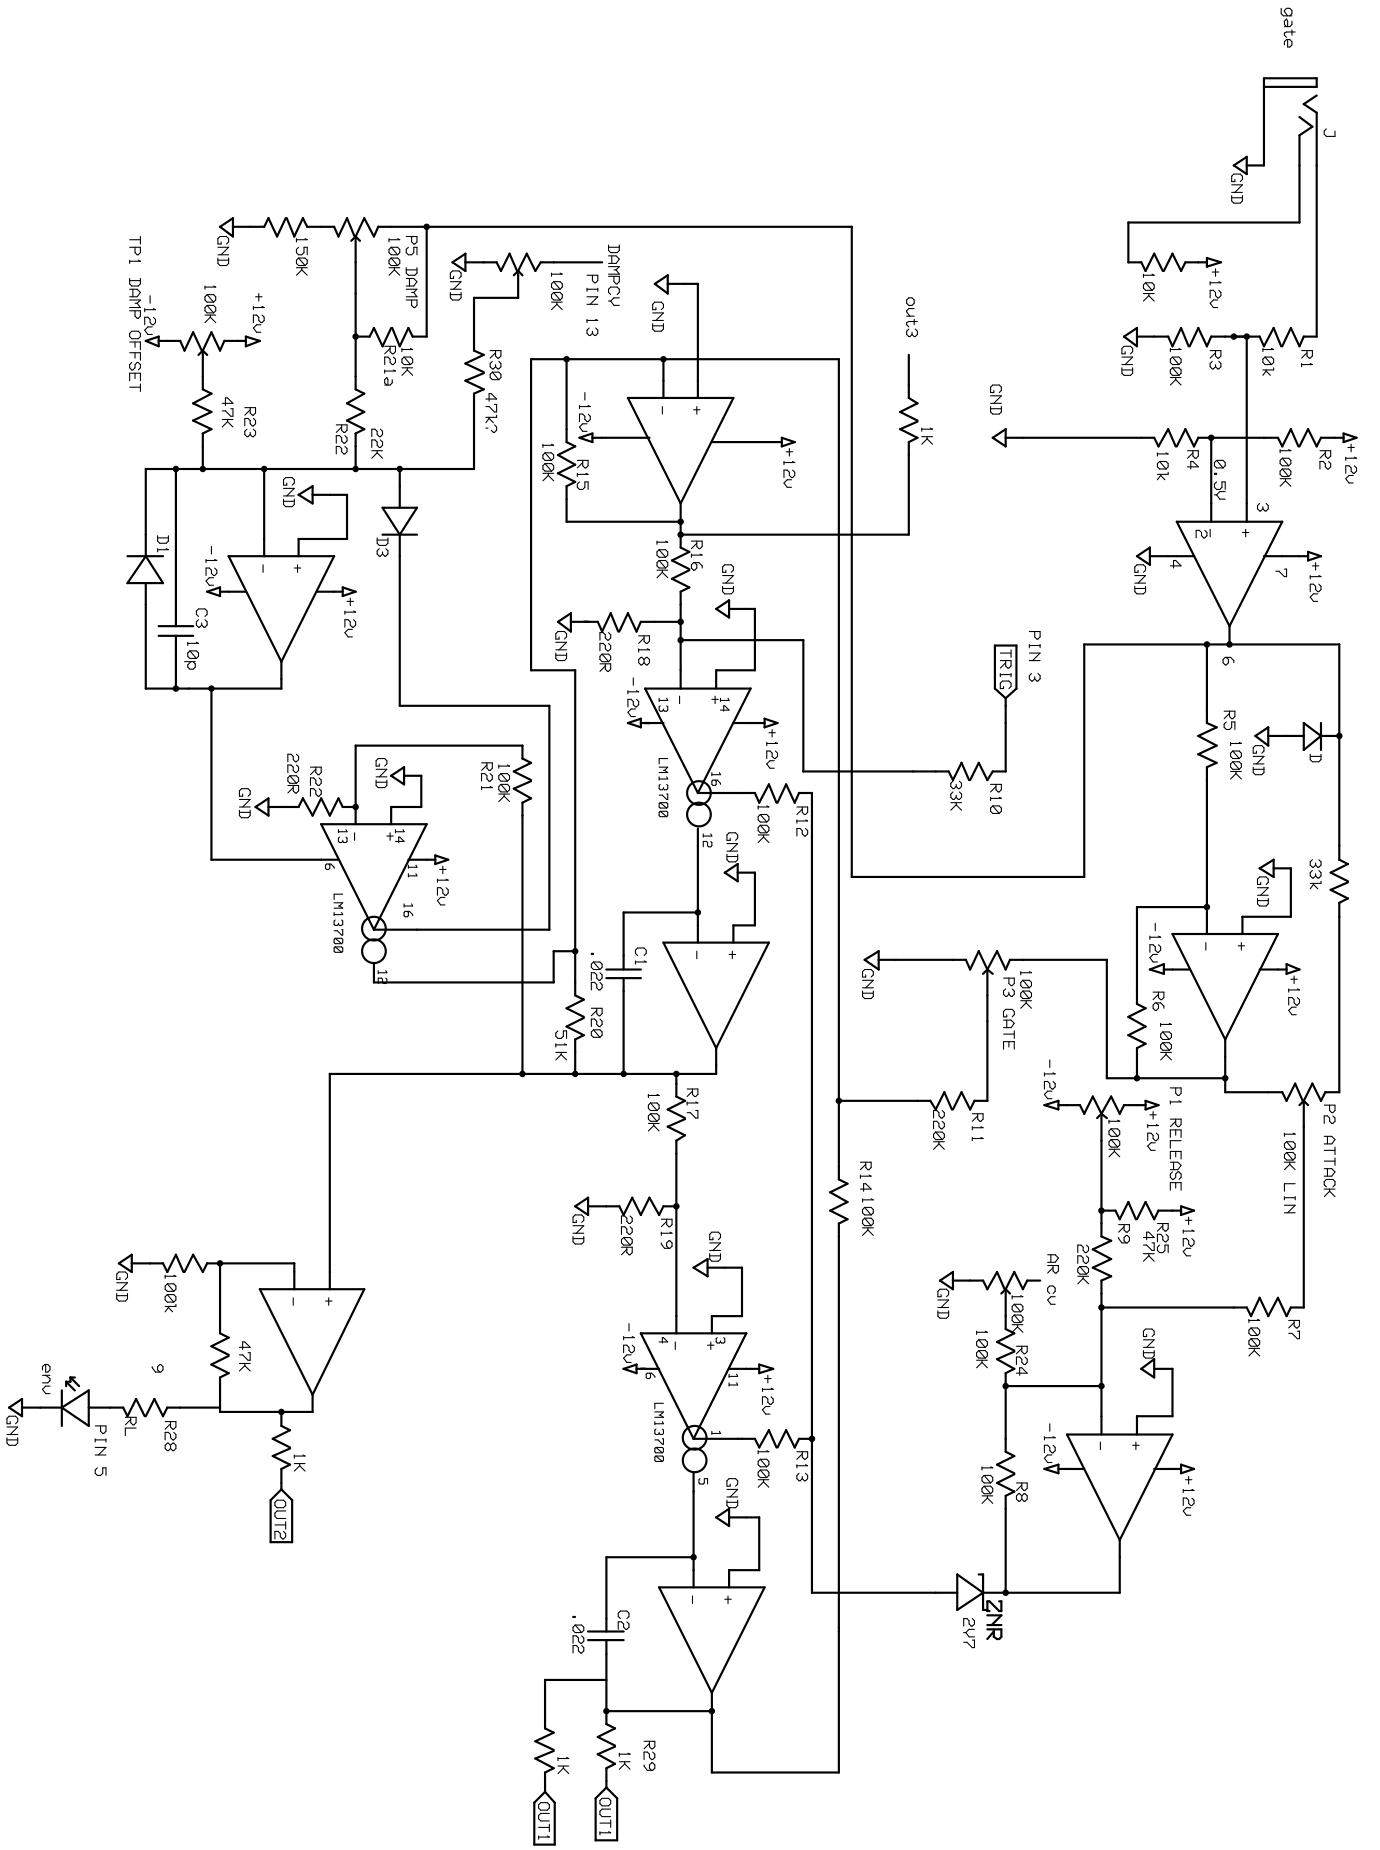 gate
J
GND
+12v
10K
R1
10k
R3
100K
GND
GND
+12v
R2
100K
R4
10k
0.5v
3
+
2
-
4
GND
7
+12v
6
D
GND
R5 100K
33k
GND
+
-
-12v
+12v
R6 100K
P2 ATTACK
100K LIN
P1 RELEASE
+12v
-12v
100K
+12v
R25
47K
R9
220K
R7
100K
AR cv
100K
GND
R24
100K
GND
+
-
-12v
+12v
R8
100K
ZNR
2V7
PIN 3
TRIG
R10
33K
100K
P3 GATE
GND
R11
220K
R14
100K
out3
1K
GND
+
-
-12v
+12v
R15
100K
R16
100K
GND
R18
220R
GND
14
+
13
-
-12v
+12v
LM13700
16
12
R12
100K
GND
+
-
C1
.022
R20
51K
R17
100K
R19
220R
GND
GND
3
+
4
-
6
-12v
11
+12v
LM13700
1
5
R13
100K
GND
+
-
C2
.022
R29
1K
OUT1
1K
OUT1
DAMPCV
PIN 13
100K
GND
R30
47k?
P5 DAMP
100K
150K
GND
10K
R21a
22K
R22
TP1 DAMP OFFSET
-12v
100K
+12v
R23
47K
D3
GND
+
-
-12v
+12v
D1
C3
10p
100K
R21
R22
220R
GND
GND
14
+
13
-
6
11
+12v
LM13700
16
12
+
-
100k
GND
47K
1K
OUT2
9
R28
RL
PIN 5
env
GND